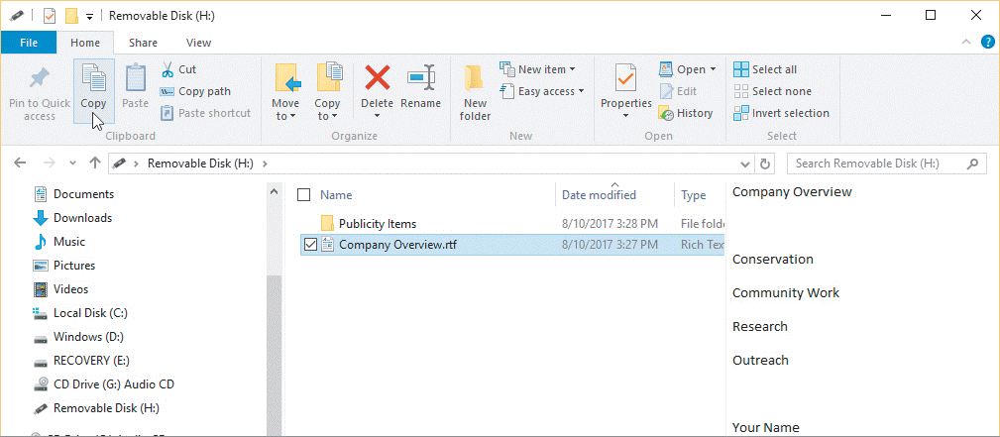 Removable Disk (H:)
File Home Share View
Pin to Quick access
Copy
Paste
Cut
Copy path
Paste shortcut
Clipboard
Move to
Copy to
Delete
Rename
Organize
New folder
New item
Easy access
New
Properties
Open
Edit
History
Open
Select all
Select none
Invert selection
Select
Removable Disk (H:)
Search Removable Disk (H:)
Documents
Downloads
Music
Pictures
Videos
Local Disk (C:)
Windows (D:)
RECOVERY (E:)
CD Drive (G:) Audio CD
Removable Disk (H:)
Name Date modified Type
Publicity Items 8/10/2017 3:28 PM File folde
Company Overview.rtf 8/10/2017 3:27 PM Rich Tex
Company Overview
Conservation
Community Work
Research
Outreach
Your Name